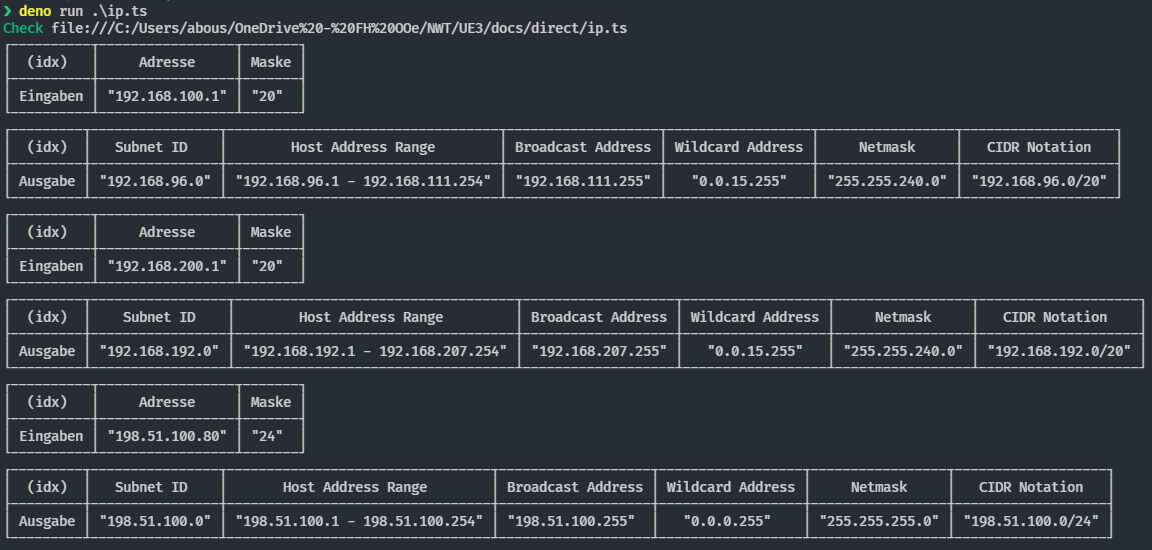 ❯ deno run .\ip.ts
Check file:///C:/Users/abous/OneDrive%20-%20FH%20OOe/NWT/UE3/docs/direct/ip.ts
(idx) Adresse Maske
Eingaben "192.168.100.1" "20"
(idx) Subnet ID Host Address Range Broadcast Address Wildcard Address Netmask CIDR Notation
Ausgabe "192.168.96.0" "192.168.96.1 - 192.168.111.254" "192.168.111.255" "0.0.15.255" "255.255.240.0" "192.168.96.0/20"
(idx) Adresse Maske
Eingaben "192.168.200.1" "20"
(idx) Subnet ID Host Address Range Broadcast Address Wildcard Address Netmask CIDR Notation
Ausgabe "192.168.192.0" "192.168.192.1 - 192.168.207.254" "192.168.207.255" "0.0.15.255" "255.255.240.0" "192.168.192.0/20"
(idx) Adresse Maske
Eingaben "198.51.100.80" "24"
(idx) Subnet ID Host Address Range Broadcast Address Wildcard Address Netmask CIDR Notation
Ausgabe "198.51.100.0" "198.51.100.1 - 198.51.100.254" "198.51.100.255" "0.0.0.255" "255.255.255.0" "198.51.100.0/24"